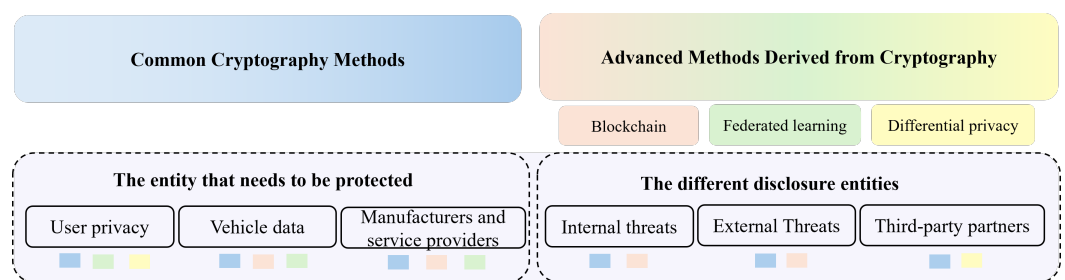 Common Cryptography Methods
Advanced Methods Derived from Cryptography
Blockchain
Federated learning
Differential privacy
The entity that needs to be protected
The different disclosure entities
User privacy
Vehicle data
Manufacturers and
service providers
Internal threats
External Threats
Third-party partners